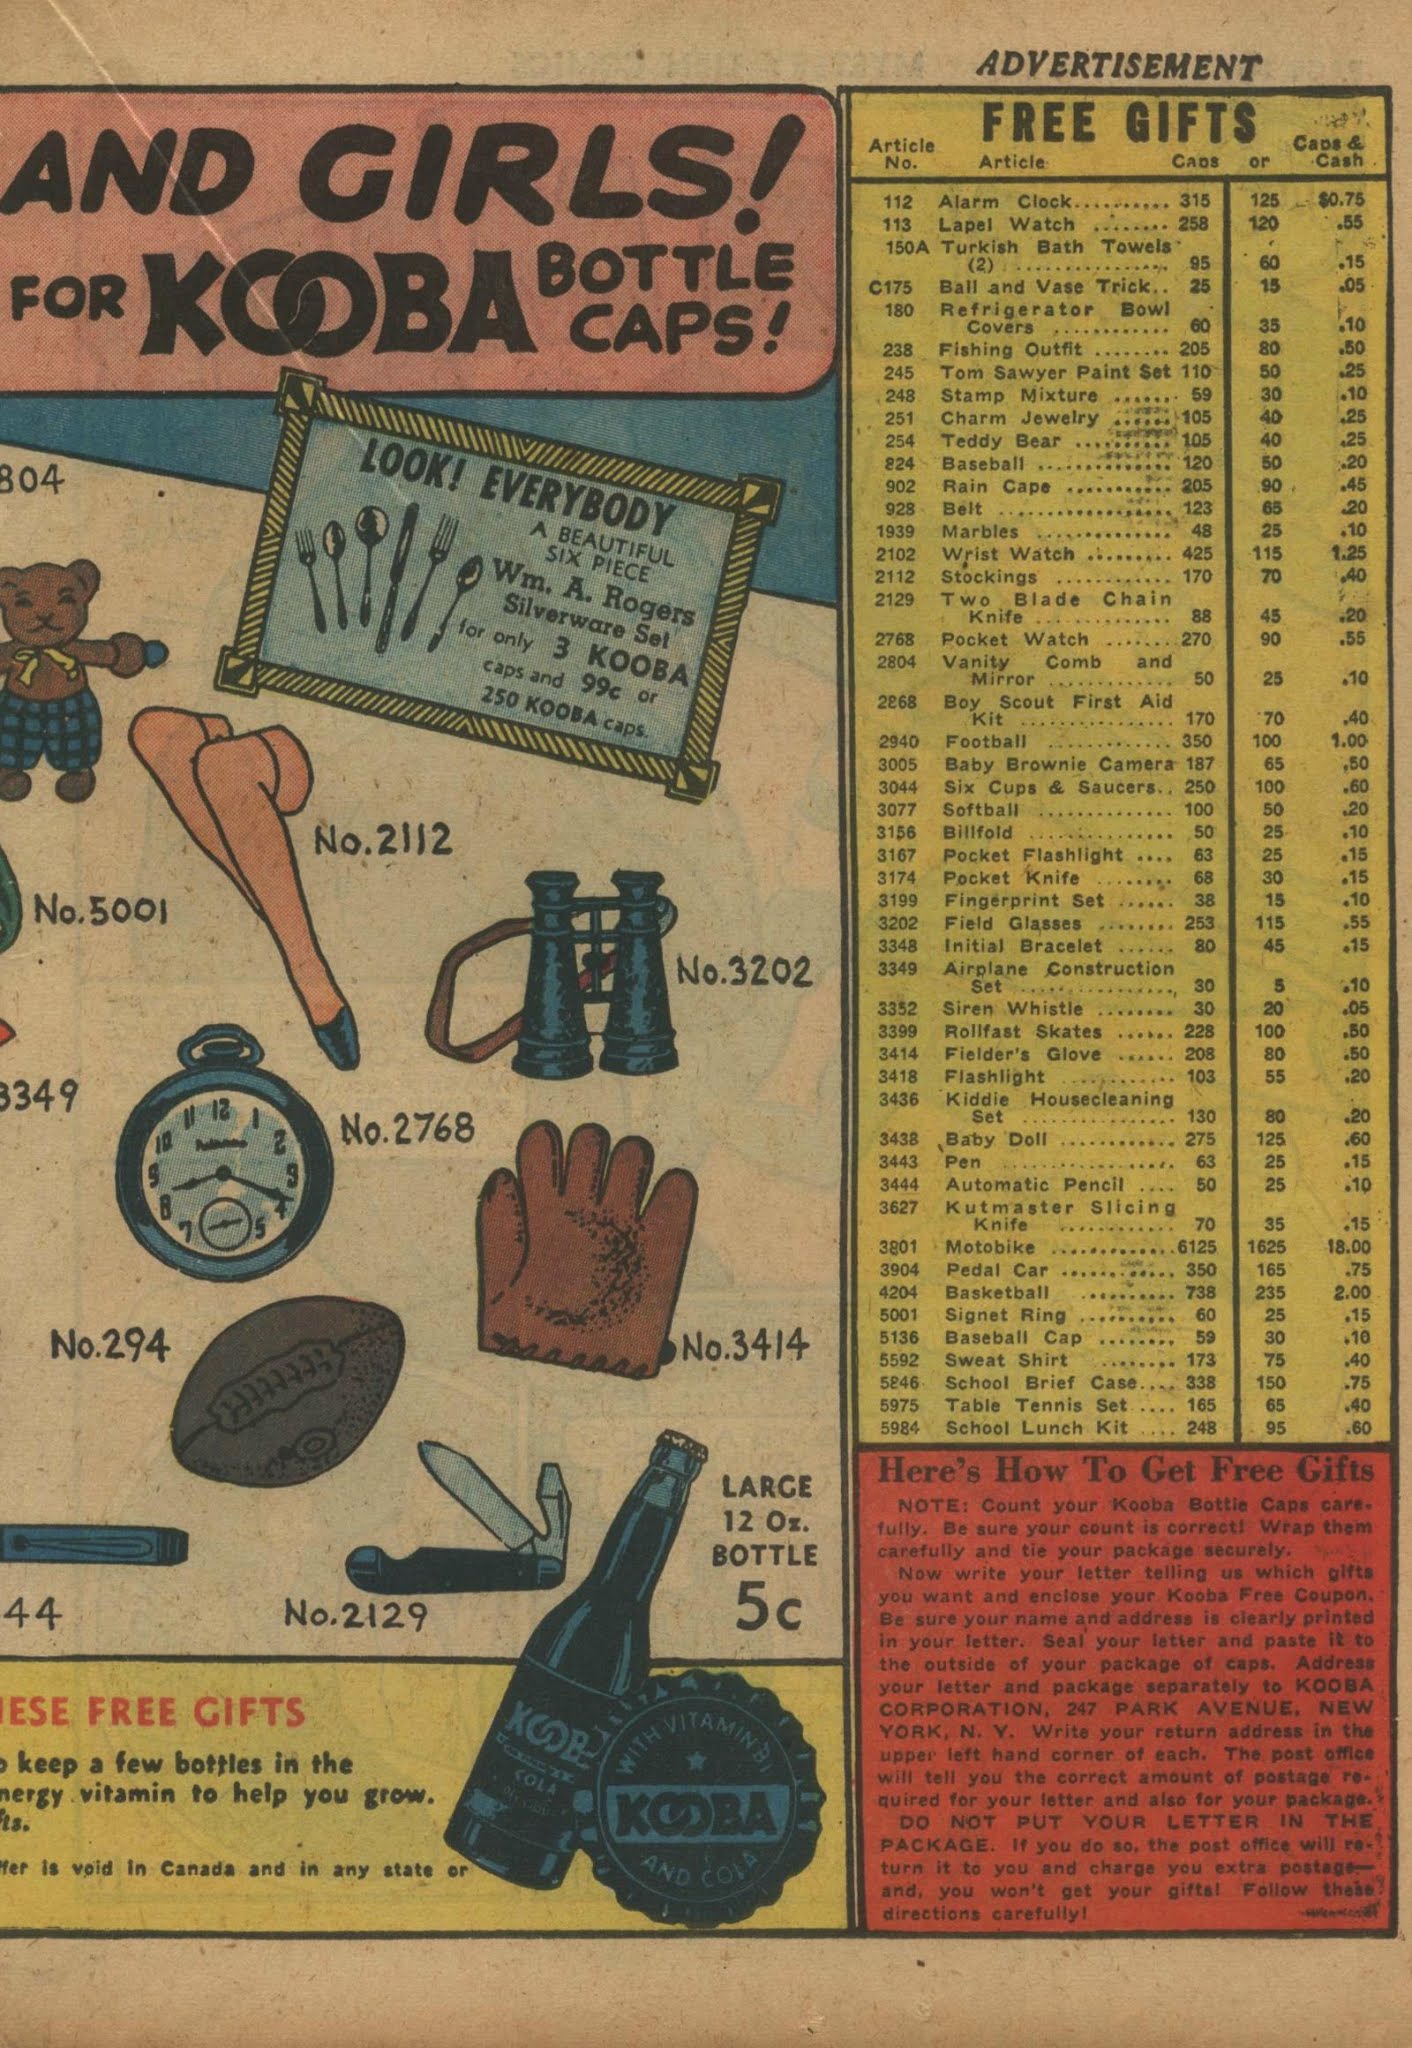 ADVERTISEMENT
AND GIRLS!
FOR KOOBA BOTTLE
CAPS!
804
LOOK! EVERYBODY
A BEAUTIFUL
SIX PIECE
Wm. A. Rogers
Silverware Set
for only 3 KOOBA
caps and 99c or
250 KOOBA caps.
No.2112
No.5001
No.3202
3349
12
11 1
10 2
9 3
8 4
7 5
No.2768
No.294
No.3414
LARGE
12 Oz.
BOTTLE
5c
44
No.2129
HESE FREE GIFTS
keep a few bottles in the
nergy vitamin to help you grow.
fts.
ffer is void in Canada and in any state or
KOOBA
COLA
WITH VITAMIN B1
KOOBA
AND COLA
FREE GIFTS
Article No. Article Caps or Caps & Cash
112 Alarm Clock.......... 315 125 $0.75
113 Lapel Watch ........ 258 120 .55
150A Turkish Bath Towels
(2) ................ 95 60 .15
C175 Ball and Vase Trick.. 25 15 .05
180 Refrigerator Bowl
Covers ............ 60 35 .10
238 Fishing Outfit ........ 205 80 .50
245 Tom Sawyer Paint Set 110 50 .25
248 Stamp Mixture ...... 59 30 .10
251 Charm Jewelry ...... 105 40 .25
254 Teddy Bear .......... 105 40 .25
824 Baseball .............. 120 50 .20
902 Rain Cape ........... 205 90 .45
928 Belt .................. 123 65 .20
1939 Marbles .............. 48 25 .10
2102 Wrist Watch ......... 425 115 1.25
2112 Stockings ............ 170 70 .40
2129 Two Blade Chain
Knife .............. 88 45 .20
2768 Pocket Watch ....... 270 90 .55
2804 Vanity Comb and
Mirror ............. 50 25 .10
2868 Boy Scout First Aid
Kit ................ 170 70 .40
2940 Football ............. 350 100 1.00
3005 Baby Brownie Camera 187 65 .50
3044 Six Cups & Saucers.. 250 100 .60
3077 Softball .............. 100 50 .20
3156 Billfold .............. 50 25 .10
3167 Pocket Flashlight .... 63 25 .15
3174 Pocket Knife ........ 68 30 .15
3199 Fingerprint Set ...... 38 15 .10
3202 Field Glasses ........ 253 115 .55
3348 Initial Bracelet ...... 80 45 .15
3349 Airplane Construction
Set ................ 30 5 .10
3352 Siren Whistle ........ 30 20 .05
3399 Rollfast Skates ...... 228 100 .50
3414 Fielder's Glove ...... 208 80 .50
3418 Flashlight ........... 103 55 .20
3436 Kiddie Housecleaning
Set ................ 130 80 .20
3438 Baby Doll ............ 275 125 .60
3443 Pen .................. 63 25 .15
3444 Automatic Pencil .... 50 25 .10
3627 Kutmaster Slicing
Knife ............ 70 35 .15
3801 Motobike .............6125 1625 18.00
3904 Pedal Car ............ 350 165 .75
4204 Basketball .......... 738 235 2.00
5001 Signet Ring .......... 60 25 .15
5136 Baseball Cap ........ 59 30 .10
5592 Sweat Shirt ........ 173 75 .40
5846 School Brief Case.... 338 150 .75
5975 Table Tennis Set .... 165 65 .40
5984 School Lunch Kit .... 248 95 .60
Here's How To Get Free Gifts
NOTE: Count your Kooba Bottle Caps care-
fully. Be sure your count is correct! Wrap them
carefully and tie your package securely.
Now write your letter telling us which gifts
you want and enclose your Kooba Free Coupon.
Be sure your name and address is clearly printed
in your letter. Seal your letter and paste it to
the outside of your package of caps. Address
your letter and package separately to KOOBA
CORPORATION, 247 PARK AVENUE, NEW
YORK, N. Y. Write your return address in the
upper left hand corner of each. The post office
will tell you the correct amount of postage re-
quired for your letter and also for your package.
DO NOT PUT YOUR LETTER IN THE
PACKAGE. If you do so, the post office will re-
turn it to you and charge you extra postage—
and, you won't get your gifts! Follow these
directions carefully!